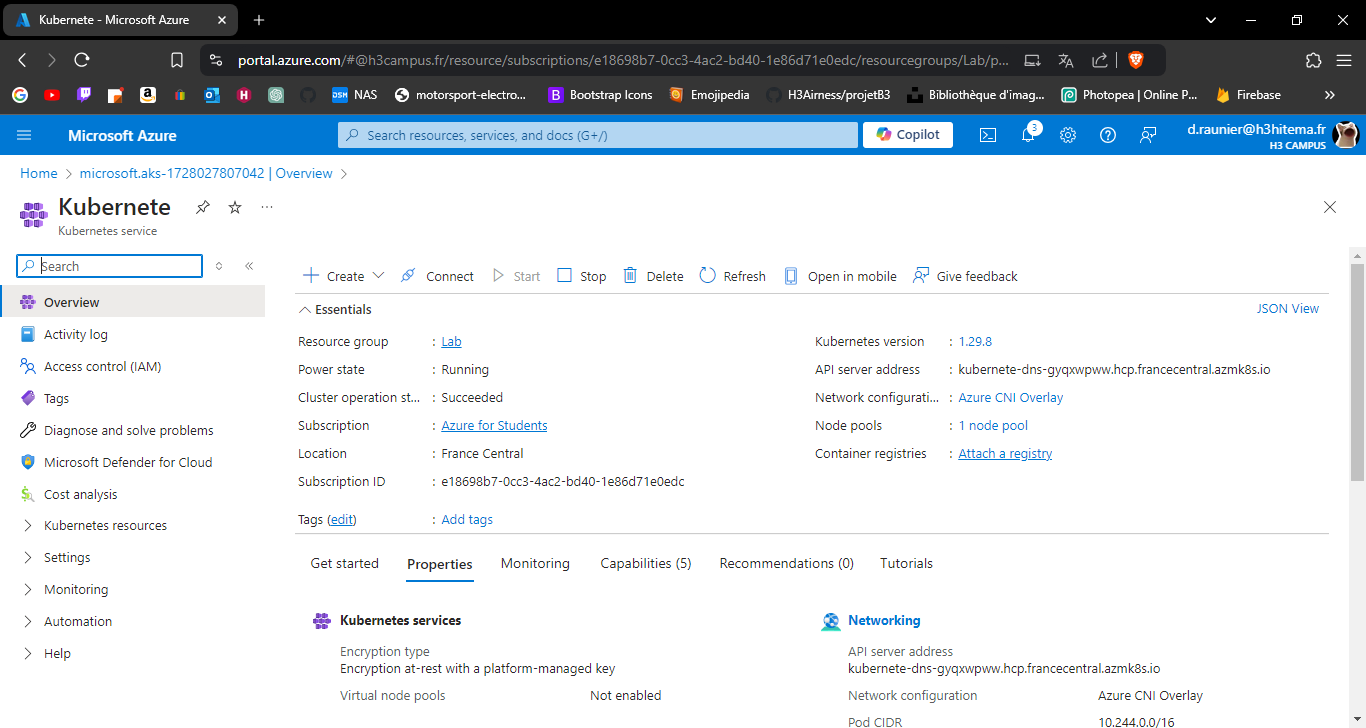 Kubernete - Microsoft Azure
portal.azure.com/#@h3campus.fr/resource/subscriptions/e18698b7-0cc3-4ac2-bd40-1e86d71e0edc/resourcegroups/Lab/p...
DSM NAS motorsport-electro... B Bootstrap Icons Emojipedia H3Airness/projetB3 Bibliothèque d'imag... Photopea | Online P... Firebase
Microsoft Azure
Search resources, services, and docs (G+/)
Copilot
3
d.raunier@h3hitema.fr
H3 CAMPUS
Home > microsoft.aks-1728027807042 | Overview >
Kubernete
Kubernetes service
Search
Overview
Activity log
Access control (IAM)
Tags
Diagnose and solve problems
Microsoft Defender for Cloud
Cost analysis
Kubernetes resources
Settings
Monitoring
Automation
Help
Create Connect Start Stop Delete Refresh Open in mobile Give feedback
Essentials
JSON View
Resource group : Lab
Power state : Running
Cluster operation st... : Succeeded
Subscription : Azure for Students
Location : France Central
Subscription ID : e18698b7-0cc3-4ac2-bd40-1e86d71e0edc
Tags (edit) : Add tags
Kubernetes version : 1.29.8
API server address : kubernete-dns-gyqxwpww.hcp.francecentral.azmk8s.io
Network configurati... : Azure CNI Overlay
Node pools : 1 node pool
Container registries : Attach a registry
Get started Properties Monitoring Capabilities (5) Recommendations (0) Tutorials
Kubernetes services
Encryption type
Encryption at-rest with a platform-managed key
Virtual node pools Not enabled
Networking
API server address
kubernete-dns-gyqxwpww.hcp.francecentral.azmk8s.io
Network configuration Azure CNI Overlay
Pod CIDR 10.244.0.0/16